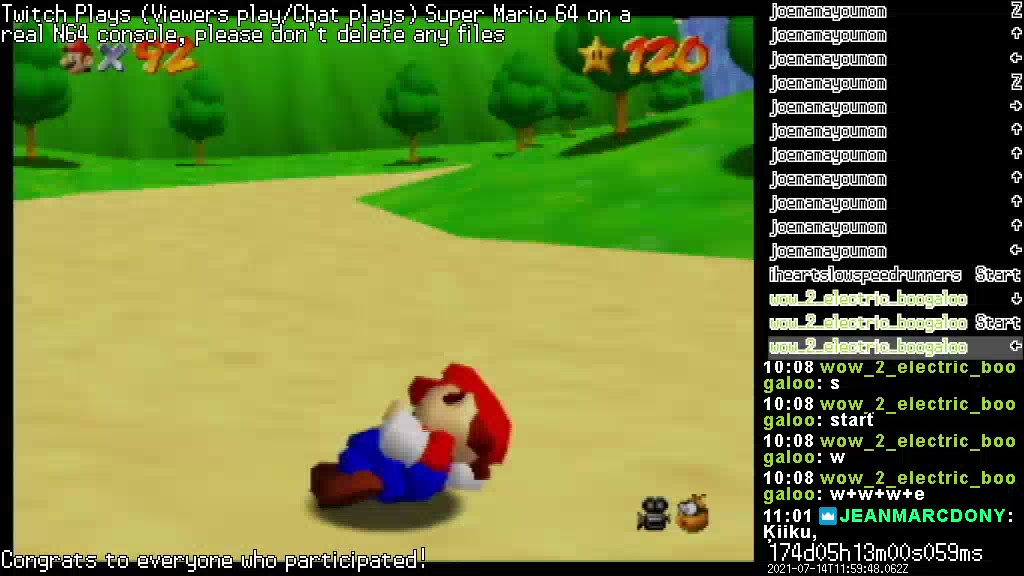 Twitch Plays (Viewers play/Chat plays) Super Mario 64 on a
real N64 console, please don't delete any files
× 92
120
joemamayoumom Z
joemamayoumom ↑
joemamayoumom ←
joemamayoumom Z
joemamayoumom →
joemamayoumom ↑
joemamayoumom ↑
joemamayoumom ↑
joemamayoumom ↑
joemamayoumom ↑
joemamayoumom ←
iheartslowspeedrunners Start
wow_2_electric_boogaloo ↓
wow_2_electric_boogaloo Start
wow_2_electric_boogaloo ←
10:08 wow_2_electric_boo
galoo: s
10:08 wow_2_electric_boo
galoo: start
10:08 wow_2_electric_boo
galoo: w
10:08 wow_2_electric_boo
galoo: w+w+w+e
11:01 JEANMARCDONY:
Kiiku,
174d05h13m00s059ms
2021-07-14T11:59:48.062Z
Congrats to everyone who participated!